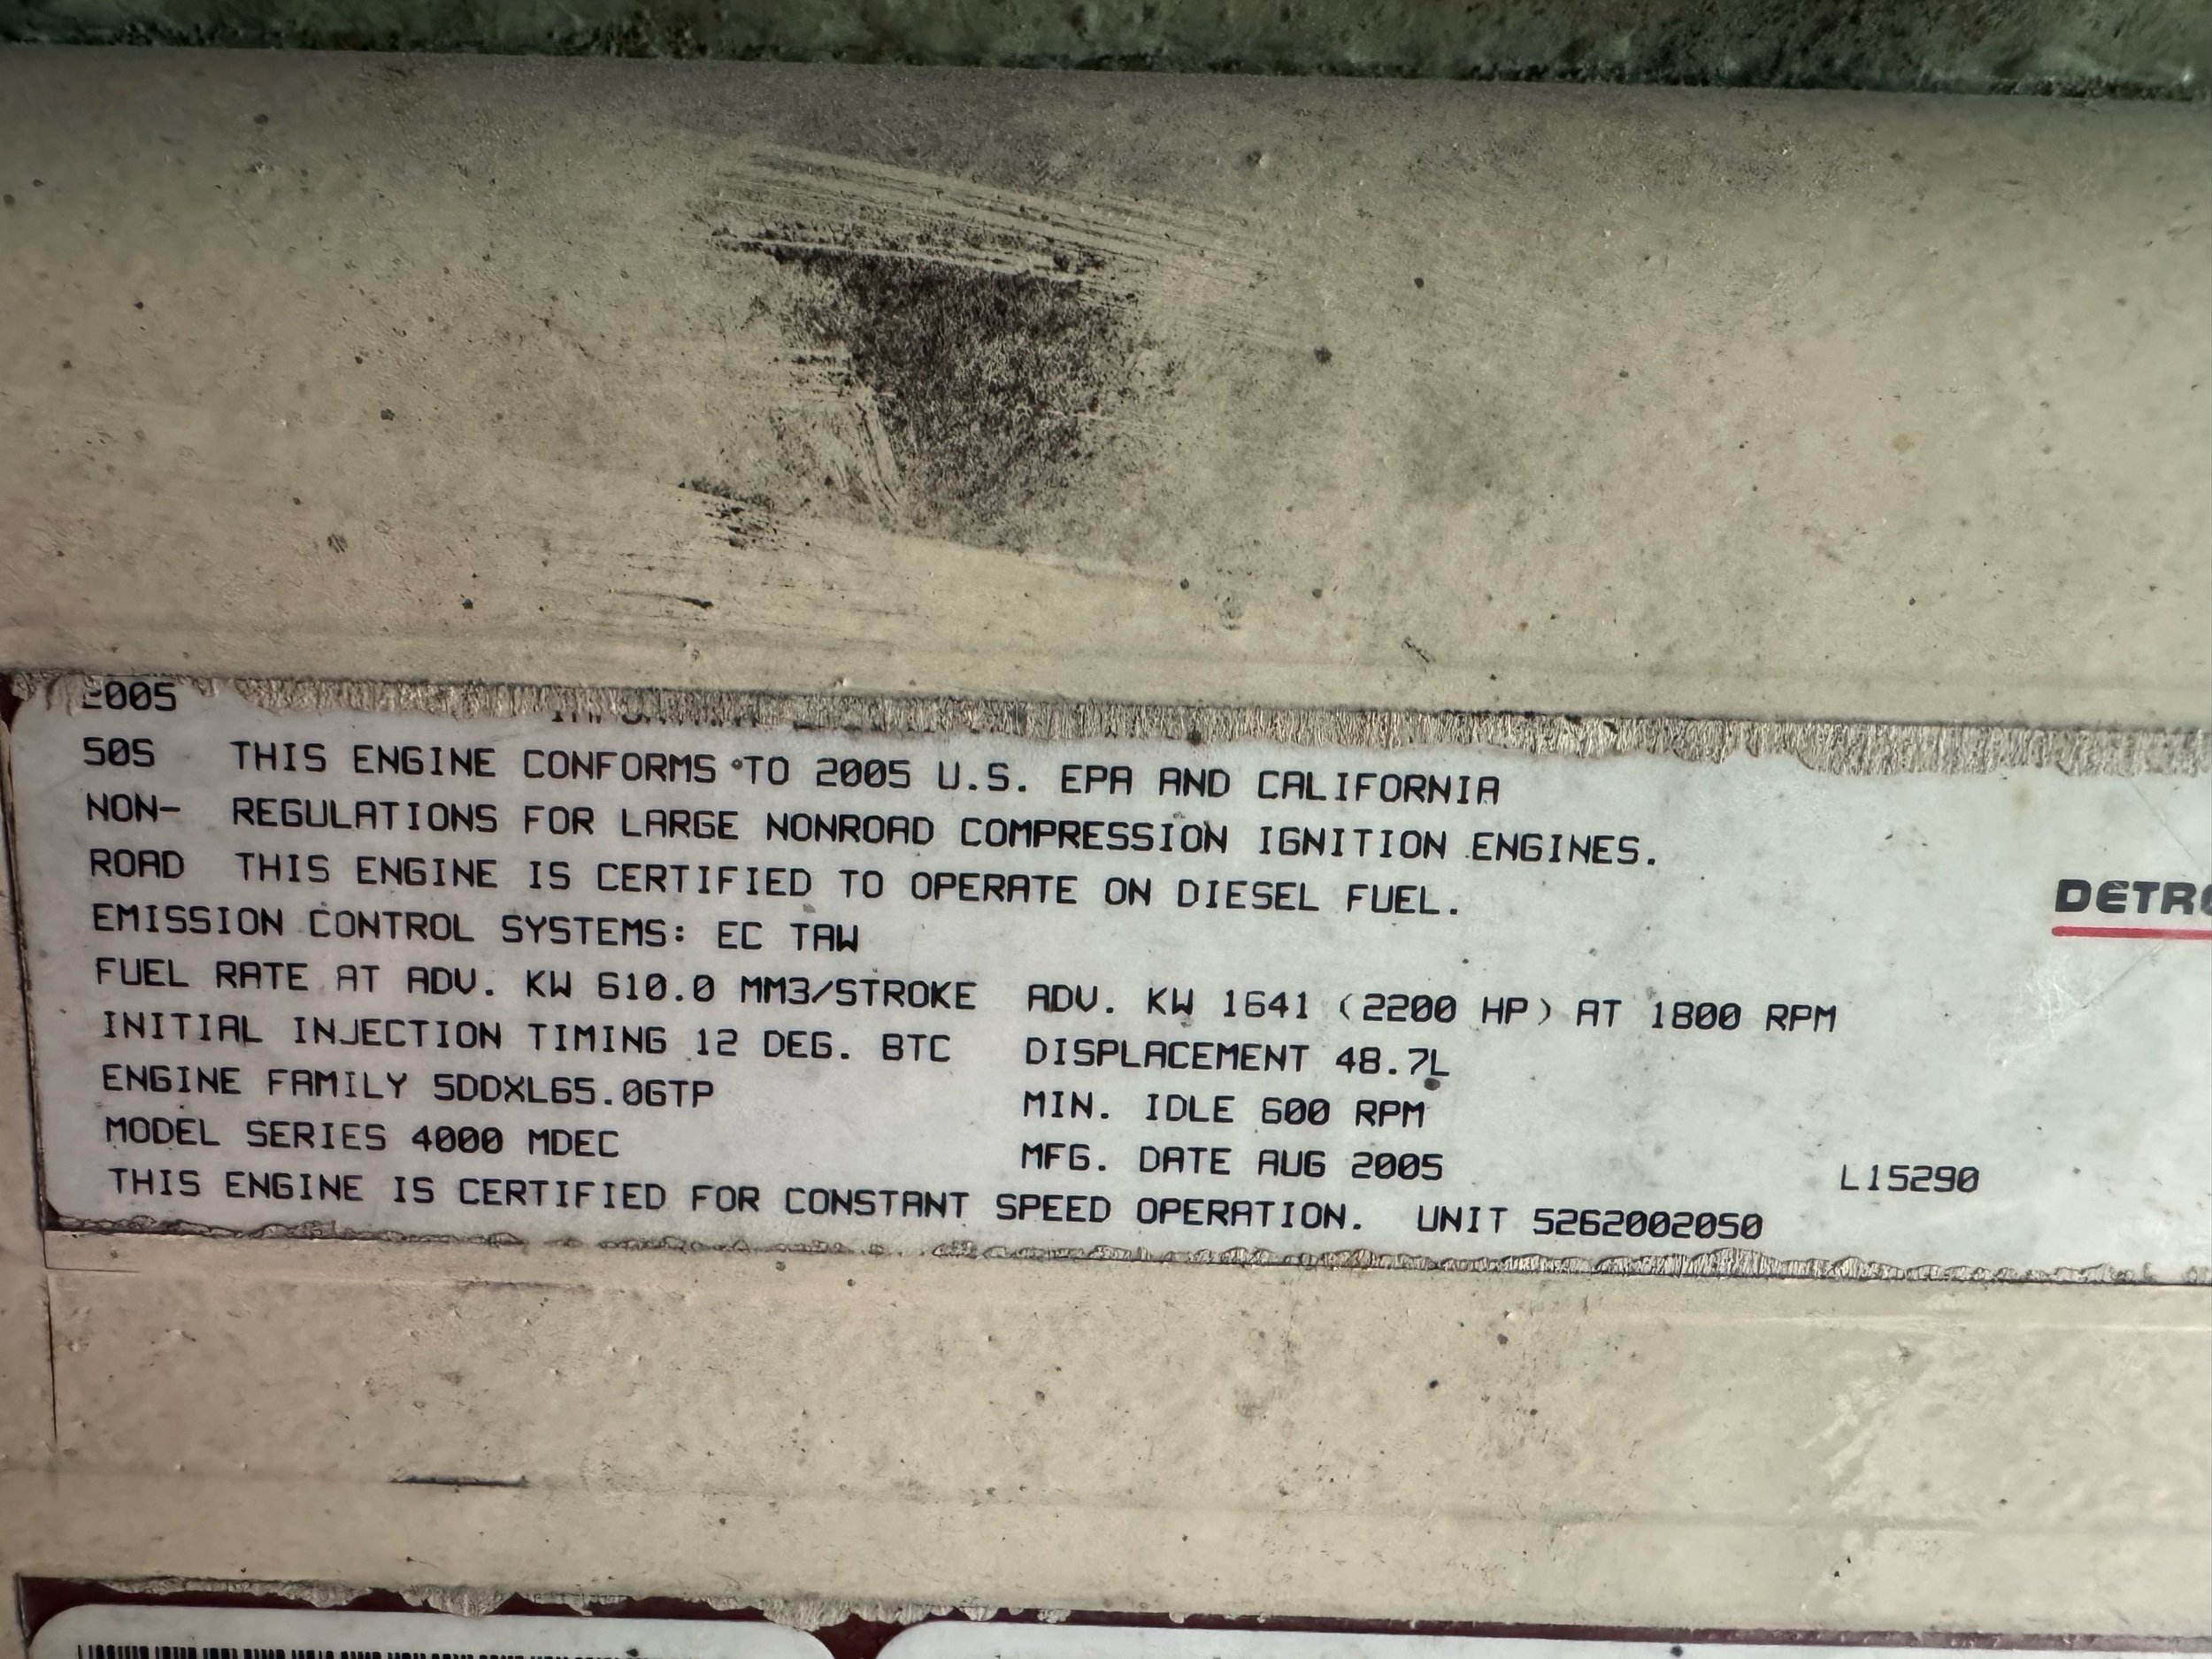 2005
50S THIS ENGINE CONFORMS TO 2005 U.S. EPA AND CALIFORNIA
NON- REGULATIONS FOR LARGE NONROAD COMPRESSION IGNITION ENGINES.
ROAD THIS ENGINE IS CERTIFIED TO OPERATE ON DIESEL FUEL.
EMISSION CONTROL SYSTEMS: EC TAW
FUEL RATE AT ADV. KW 610.0 MM3/STROKE ADV. KW 1641 (2200 HP) AT 1800 RPM
INITIAL INJECTION TIMING 12 DEG. BTC DISPLACEMENT 48.7L
ENGINE FAMILY 5DDXL65.0GTP MIN. IDLE 600 RPM
MODEL SERIES 4000 MDEC MFG. DATE AUG 2005 L15290
THIS ENGINE IS CERTIFIED FOR CONSTANT SPEED OPERATION. UNIT 5262002050
DETRO